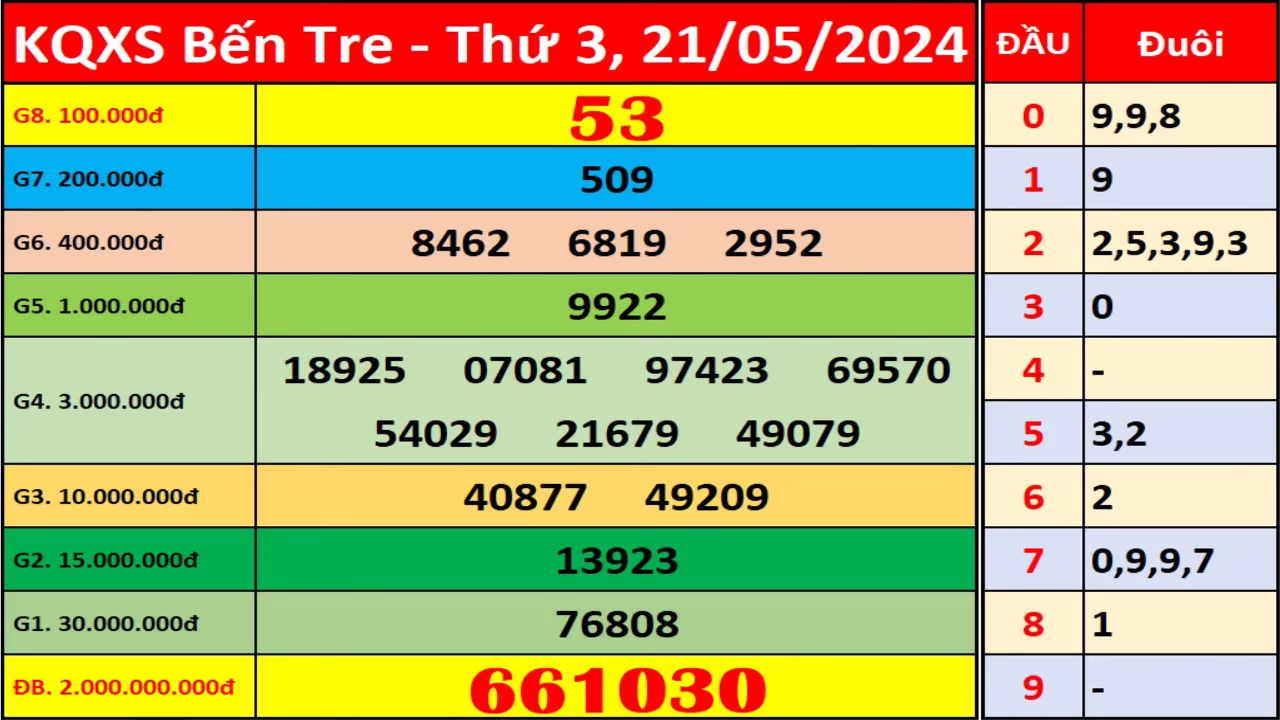 KQXS Bến Tre - Thứ 3, 21/05/2024
G8. 100.000đ 53
G7. 200.000đ 509
G6. 400.000đ 8462 6819 2952
G5. 1.000.000đ 9922
G4. 3.000.000đ 18925 07081 97423 69570
54029 21679 49079
G3. 10.000.000đ 40877 49209
G2. 15.000.000đ 13923
G1. 30.000.000đ 76808
ĐB. 2.000.000.000đ 661030
ĐẦU Đuôi
0 9,9,8
1 9
2 2,5,3,9,3
3 0
4 -
5 3,2
6 2
7 0,9,9,7
8 1
9 -